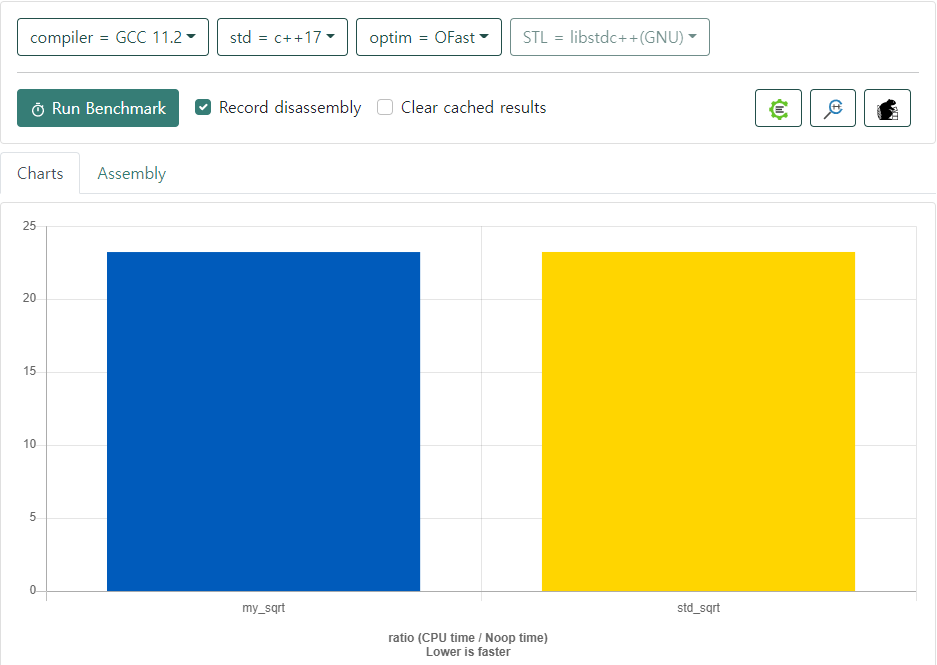 compiler = GCC 11.2 std = c++17 optim = OFast STL = libstdc++(GNU)
Run Benchmark Record disassembly Clear cached results
Charts Assembly
25
20
15
10
5
0
my_sqrt std_sqrt
ratio (CPU time / Noop time)
Lower is faster